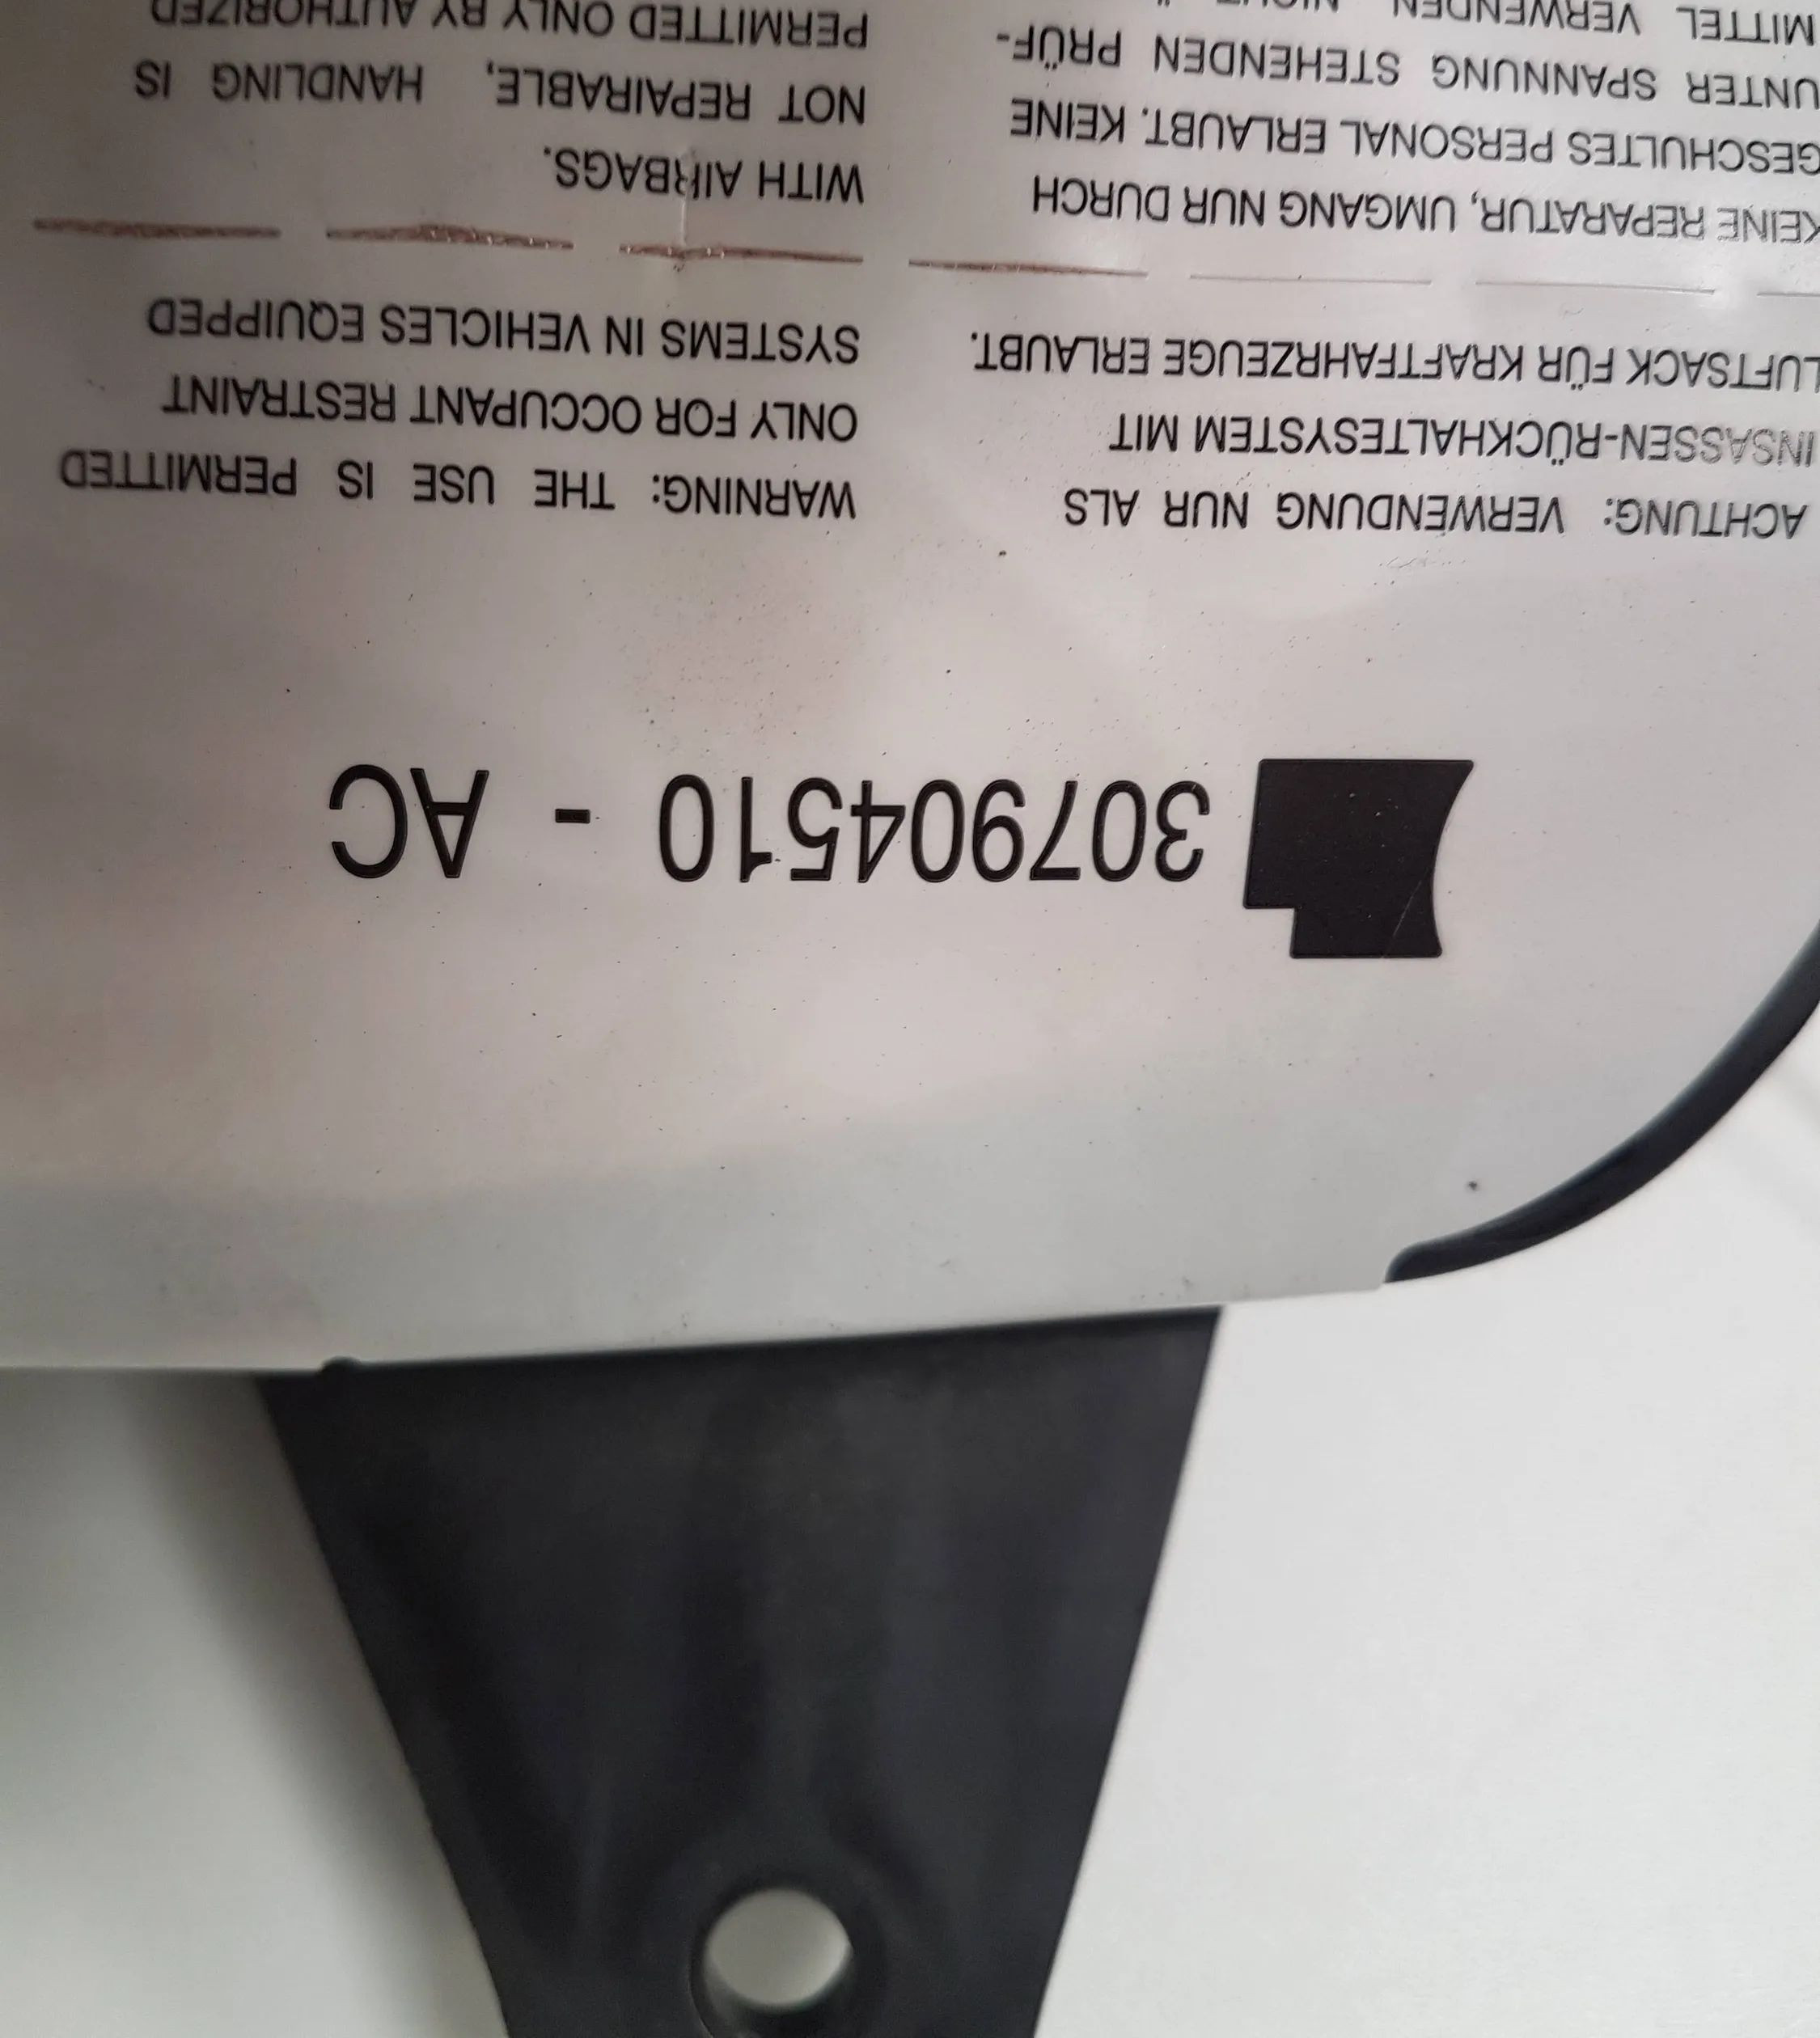 307904510 - AC
ACHTUNG: VERWENDUNG NUR ALS
INSASSEN-RÜCKHALTESYSTEM MIT
LUFTSACK FÜR KRAFTFAHRZEUGE ERLAUBT.
KEINE REPARATUR, UMGANG NUR DURCH
GESCHULTES PERSONAL ERLAUBT. KEINE
UNTER SPANNUNG STEHENDEN PRÜF-
MITTEL VERWENDEN NICHT
WARNING: THE USE IS PERMITTED
ONLY FOR OCCUPANT RESTRAINT
SYSTEMS IN VEHICLES EQUIPPED
WITH AIRBAGS.
NOT REPAIRABLE, HANDLING IS
PERMITTED ONLY BY AUTHORIZED